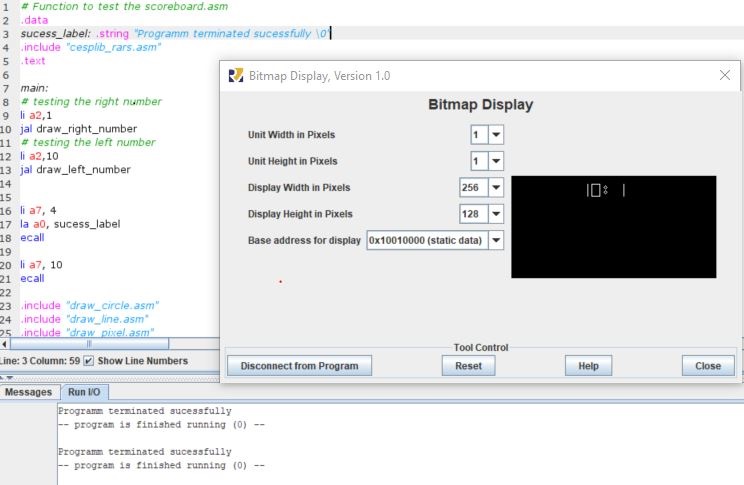 1 # Function to test the scoreboard.asm
2 .data
3 sucess_label: .string "Programm terminated sucessfully \0"
4 .include "cesplib_rars.asm"
5 .text
6
7 main:
8 # testing the right number
9 li a2,1
10 jal draw_right_number
11 # testing the left number
12 li a2,10
13 jal draw_left_number
14
15
16 li a7, 4
17 la a0, sucess_label
18 ecall
19
20 li a7, 10
21 ecall
22
23 .include "draw_circle.asm"
24 .include "draw_line.asm"
25 .include "draw_pixel.asm"
Line: 3 Column: 59 Show Line Numbers
Bitmap Display, Version 1.0
Bitmap Display
Unit Width in Pixels 1
Unit Height in Pixels 1
Display Width in Pixels 256
Display Height in Pixels 128
Base address for display 0x10010000 (static data)
Tool Control
Disconnect from Program Reset Help Close
Messages Run I/O
Programm terminated sucessfully
-- program is finished running (0) --
Programm terminated sucessfully
-- program is finished running (0) --